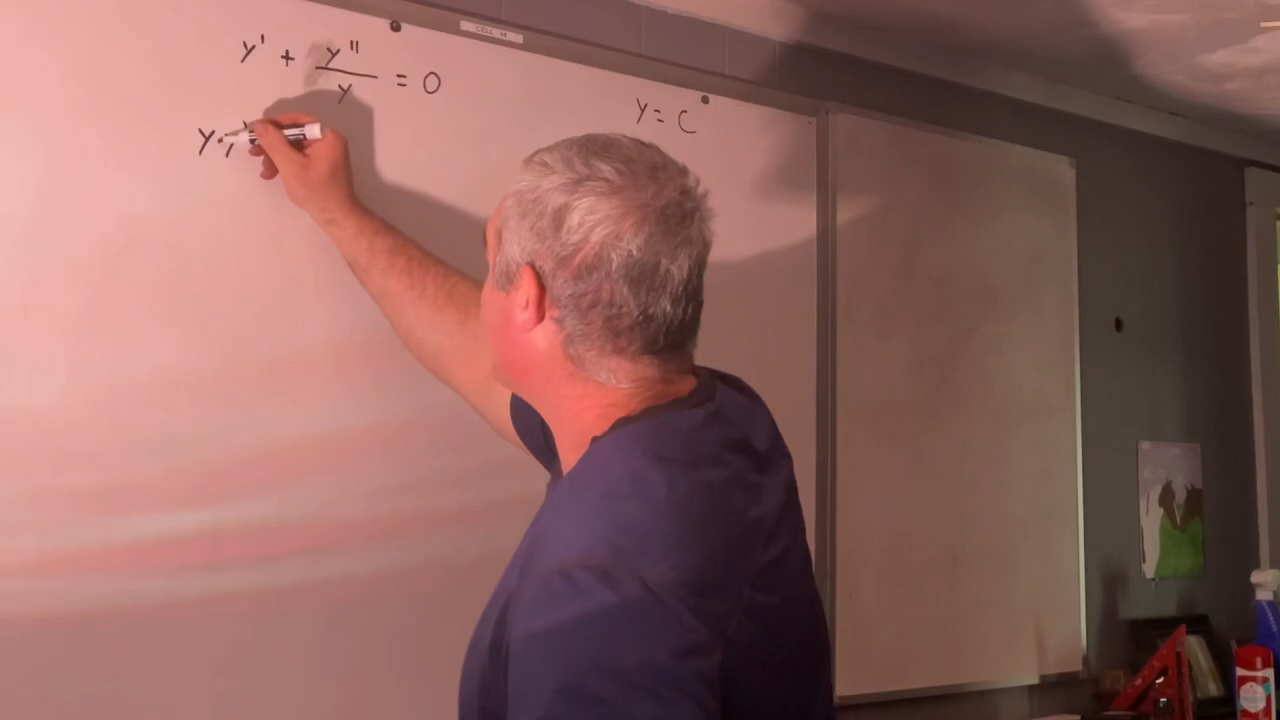 y' + y''/y = 0
y = c
y · y'